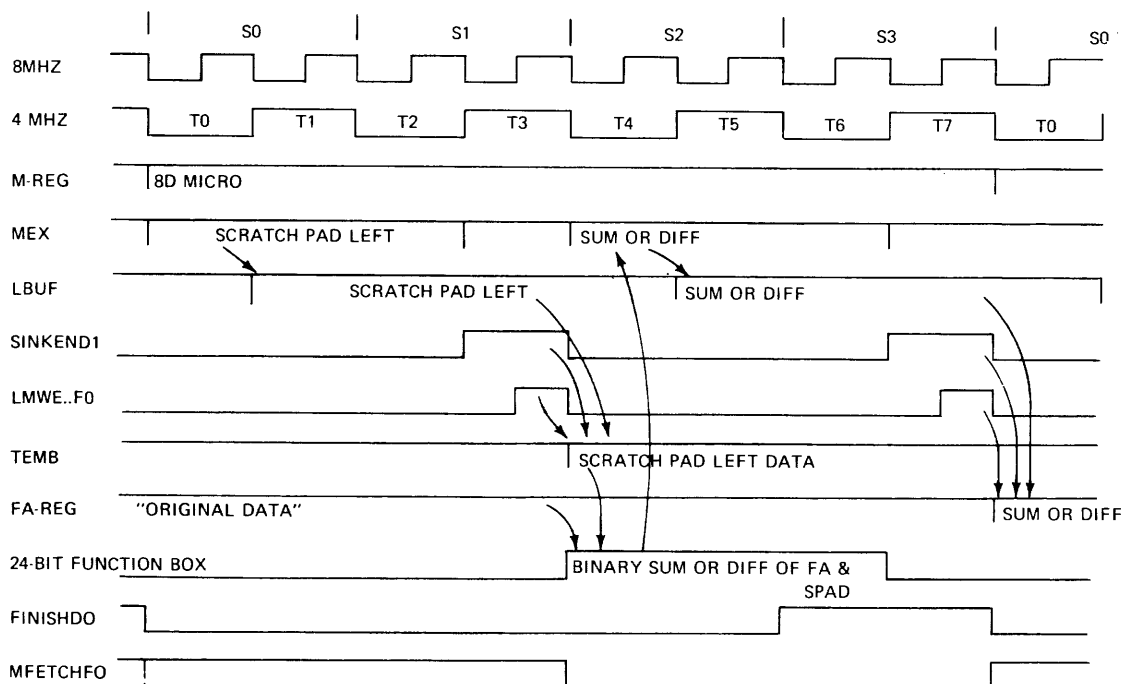 S0 S1 S2 S3 S0
8MHZ
4 MHZ T0 T1 T2 T3 T4 T5 T6 T7 T0
M-REG 8D MICRO
MEX SCRATCH PAD LEFT SUM OR DIFF
LBUF SCRATCH PAD LEFT SUM OR DIFF
SINKEND1
LMWE..F0
TEMB SCRATCH PAD LEFT DATA
FA-REG "ORIGINAL DATA" SUM OR DIFF
24-BIT FUNCTION BOX BINARY SUM OR DIFF OF FA &
SPAD
FINISHDO
MFETCHFO